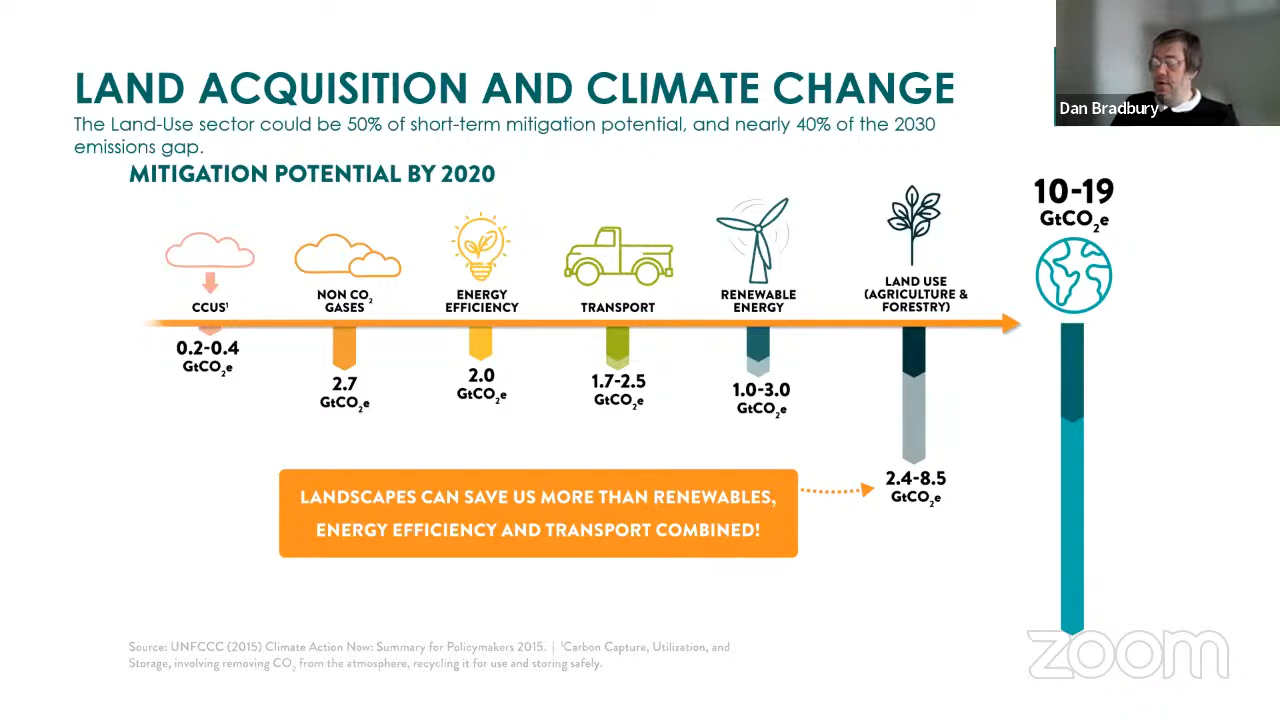 LAND ACQUISITION AND CLIMATE CHANGE
The Land-Use sector could be 50% of short-term mitigation potential, and nearly 40% of the 2030
emissions gap.
Dan Bradbury
MITIGATION POTENTIAL BY 2020
CCUS¹
0.2-0.4
GtCO₂e
NON CO₂
GASES
2.7
GtCO₂e
ENERGY
EFFICIENCY
2.0
GtCO₂e
TRANSPORT
1.7-2.5
GtCO₂e
RENEWABLE
ENERGY
1.0-3.0
GtCO₂e
LAND USE
(AGRICULTURE &
FORESTRY)
2.4-8.5
GtCO₂e
10-19
GtCO₂e
LANDSCAPES CAN SAVE US MORE THAN RENEWABLES,
ENERGY EFFICIENCY AND TRANSPORT COMBINED!
Source: UNFCCC (2015) Climate Action Now: Summary for Policymakers 2015. | ¹Carbon Capture, Utilization, and
Storage, involving removing CO₂ from the atmosphere, recycling it for use and storing safely.
zoom